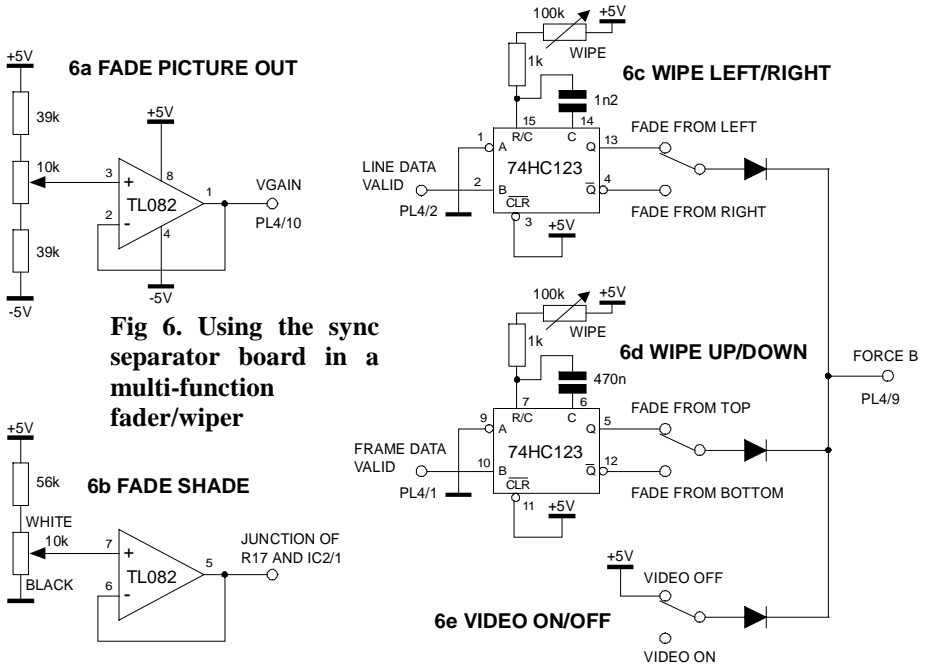 6a FADE PICTURE OUT
+5V
39k
10k
39k
-5V
+5V
3
+
8
2
-
TL082
1
4
-5V
VGAIN
PL4/10
Fig 6. Using the sync
separator board in a
multi-function
fader/wiper
6b FADE SHADE
+5V
56k
WHITE
10k
BLACK
7
+
6
-
TL082
5
JUNCTION OF
R17 AND IC2/1
6c WIPE LEFT/RIGHT
100k
+5V
WIPE
1k
1n2
15
14
R/C
C
1
A
Q
13
74HC123
LINE DATA
VALID
2
B
Q
4
PL4/2
CLR
3
+5V
FADE FROM LEFT
FADE FROM RIGHT
6d WIPE UP/DOWN
100k
+5V
WIPE
1k
470n
7
6
R/C
C
9
A
Q
5
74HC123
FRAME DATA
VALID
10
B
Q
12
PL4/1
CLR
11
+5V
FADE FROM TOP
FADE FROM BOTTOM
FORCE B
PL4/9
6e VIDEO ON/OFF
+5V
VIDEO OFF
VIDEO ON